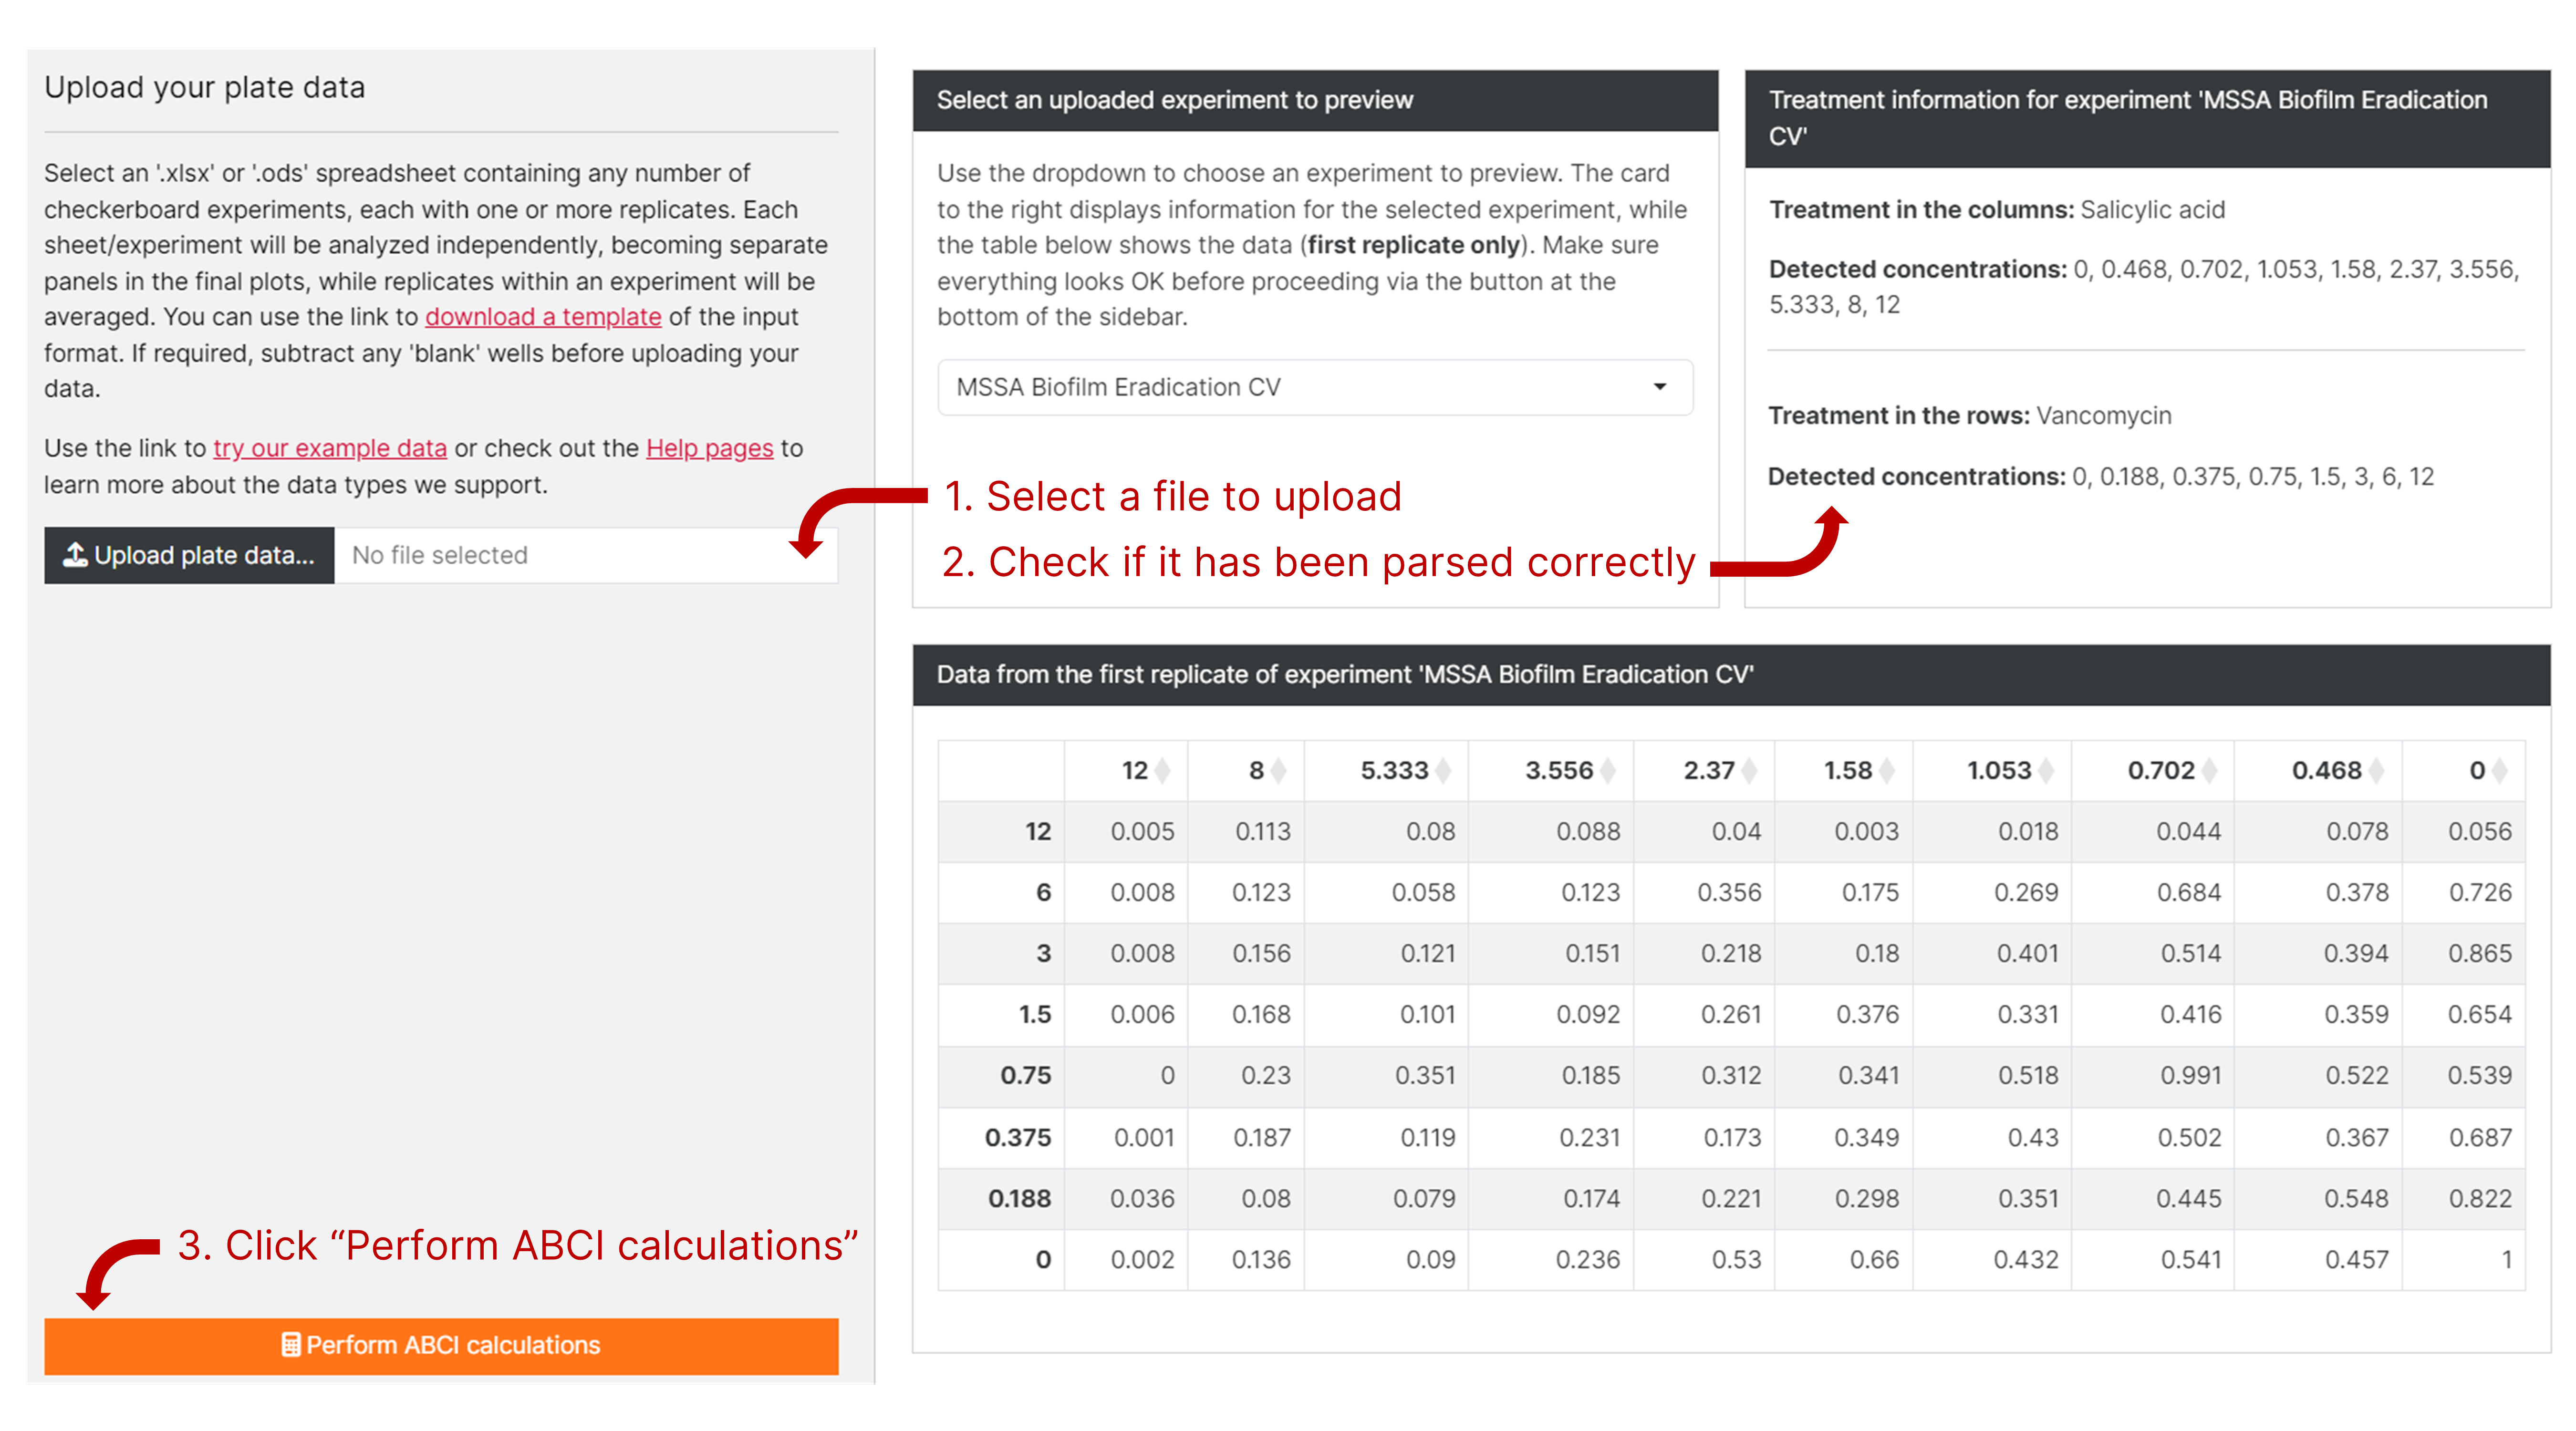 Upload your plate data
Select an '.xlsx' or '.ods' spreadsheet containing any number of
checkerboard experiments, each with one or more replicates. Each
sheet/experiment will be analyzed independently, becoming separate
panels in the final plots, while replicates within an experiment will be
averaged. You can use the link to download a template of the input
format. If required, subtract any 'blank' wells before uploading your
data.
Use the link to try our example data or check out the Help pages to
learn more about the data types we support.
Upload plate data... No file selected
3. Click “Perform ABCI calculations”
Perform ABCI calculations
Select an uploaded experiment to preview
Use the dropdown to choose an experiment to preview. The card
to the right displays information for the selected experiment, while
the table below shows the data (first replicate only). Make sure
everything looks OK before proceeding via the button at the
bottom of the sidebar.
MSSA Biofilm Eradication CV
1. Select a file to upload
2. Check if it has been parsed correctly
Treatment information for experiment 'MSSA Biofilm Eradication
CV'
Treatment in the columns: Salicylic acid
Detected concentrations: 0, 0.468, 0.702, 1.053, 1.58, 2.37, 3.556,
5.333, 8, 12
Treatment in the rows: Vancomycin
Detected concentrations: 0, 0.188, 0.375, 0.75, 1.5, 3, 6, 12
Data from the first replicate of experiment 'MSSA Biofilm Eradication CV'
12 8 5.333 3.556 2.37 1.58 1.053 0.702 0.468 0
12 0.005 0.113 0.08 0.088 0.04 0.003 0.018 0.044 0.078 0.056
6 0.008 0.123 0.058 0.123 0.356 0.175 0.269 0.684 0.378 0.726
3 0.008 0.156 0.121 0.151 0.218 0.18 0.401 0.514 0.394 0.865
1.5 0.006 0.168 0.101 0.092 0.261 0.376 0.331 0.416 0.359 0.654
0.75 0 0.23 0.351 0.185 0.312 0.341 0.518 0.991 0.522 0.539
0.375 0.001 0.187 0.119 0.231 0.173 0.349 0.43 0.502 0.367 0.687
0.188 0.036 0.08 0.079 0.174 0.221 0.298 0.351 0.445 0.548 0.822
0 0.002 0.136 0.09 0.236 0.53 0.66 0.432 0.541 0.457 1